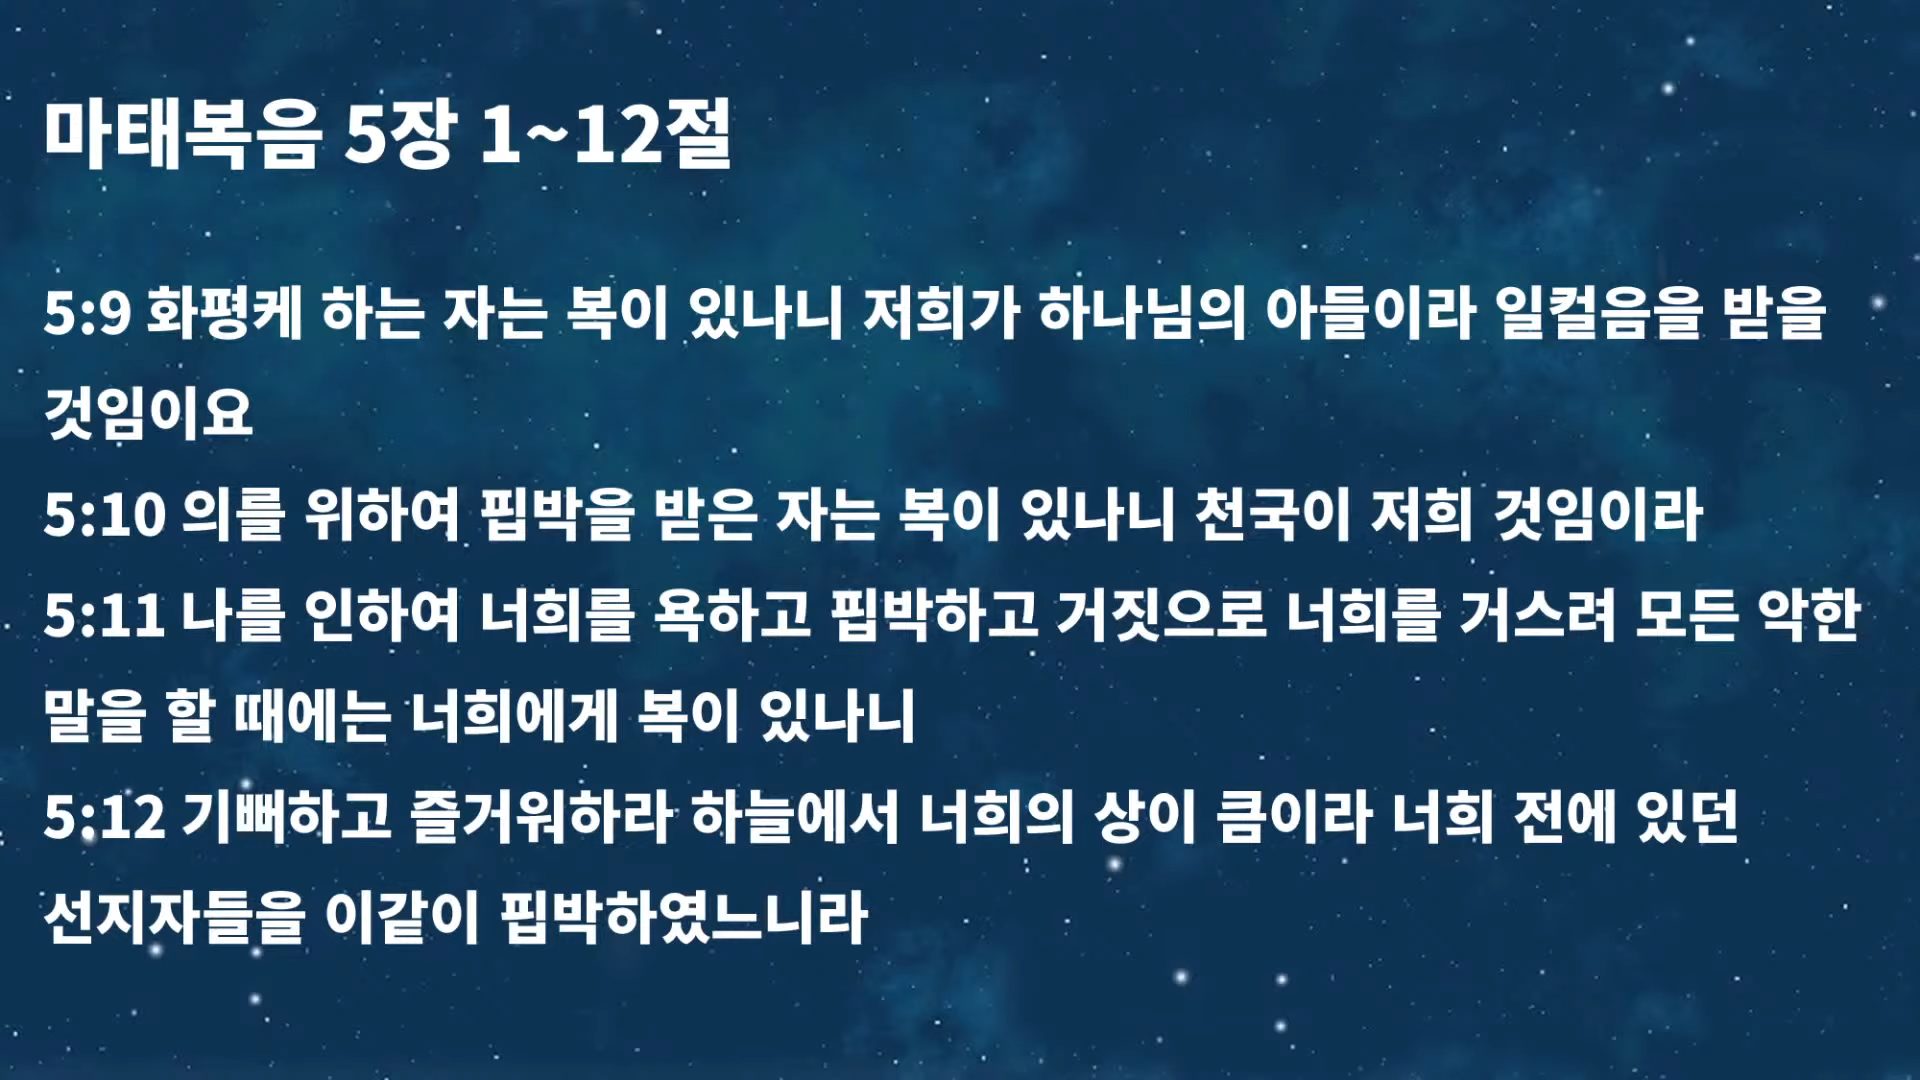 마태복음 5장 1~12절
5:9 화평케 하는 자는 복이 있나니 저희가 하나님의 아들이라 일컬음을 받을
것임이요
5:10 의를 위하여 핍박을 받은 자는 복이 있나니 천국이 저희 것임이라
5:11 나를 인하여 너희를 욕하고 핍박하고 거짓으로 너희를 거스려 모든 악한
말을 할 때에는 너희에게 복이 있나니
5:12 기뻐하고 즐거워하라 하늘에서 너희의 상이 큼이라 너희 전에 있던
선지자들을 이같이 핍박하였느니라